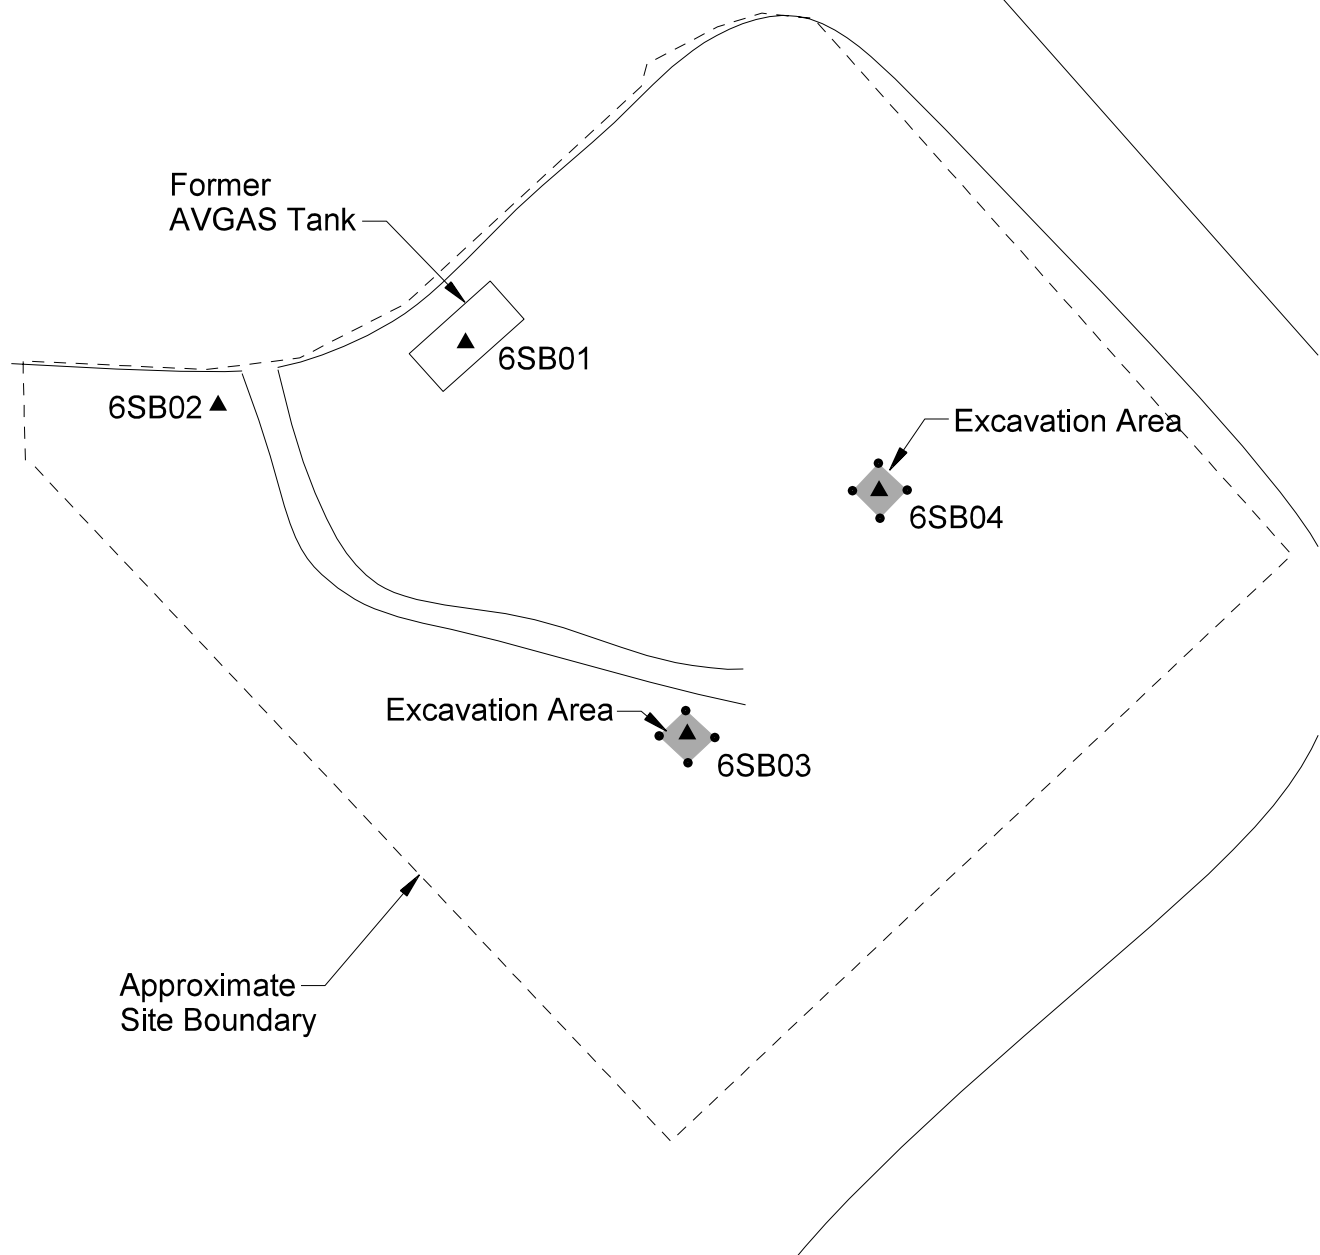 Former
AVGAS Tank
6SB01
6SB02
Excavation Area
6SB04
Excavation Area
6SB03
Approximate
Site Boundary